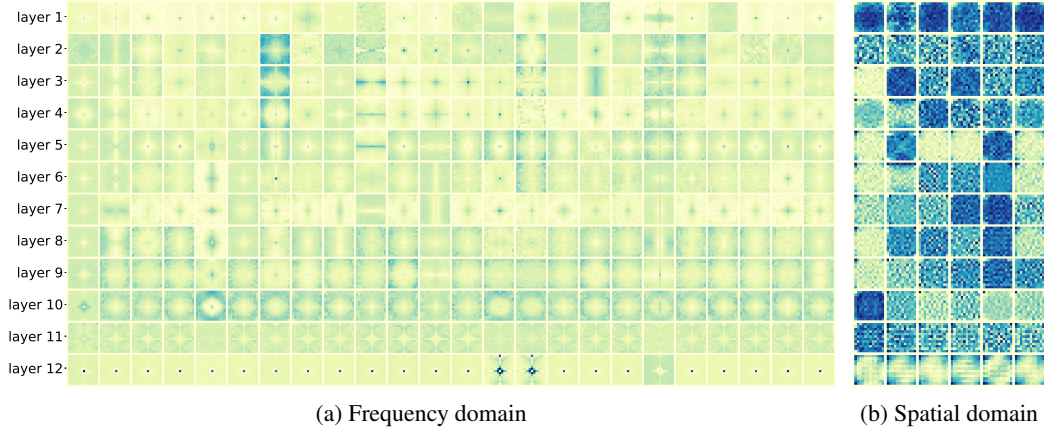 layer 1
layer 2
layer 3
layer 4
layer 5
layer 6
layer 7
layer 8
layer 9
layer 10
layer 11
layer 12
(a) Frequency domain
(b) Spatial domain